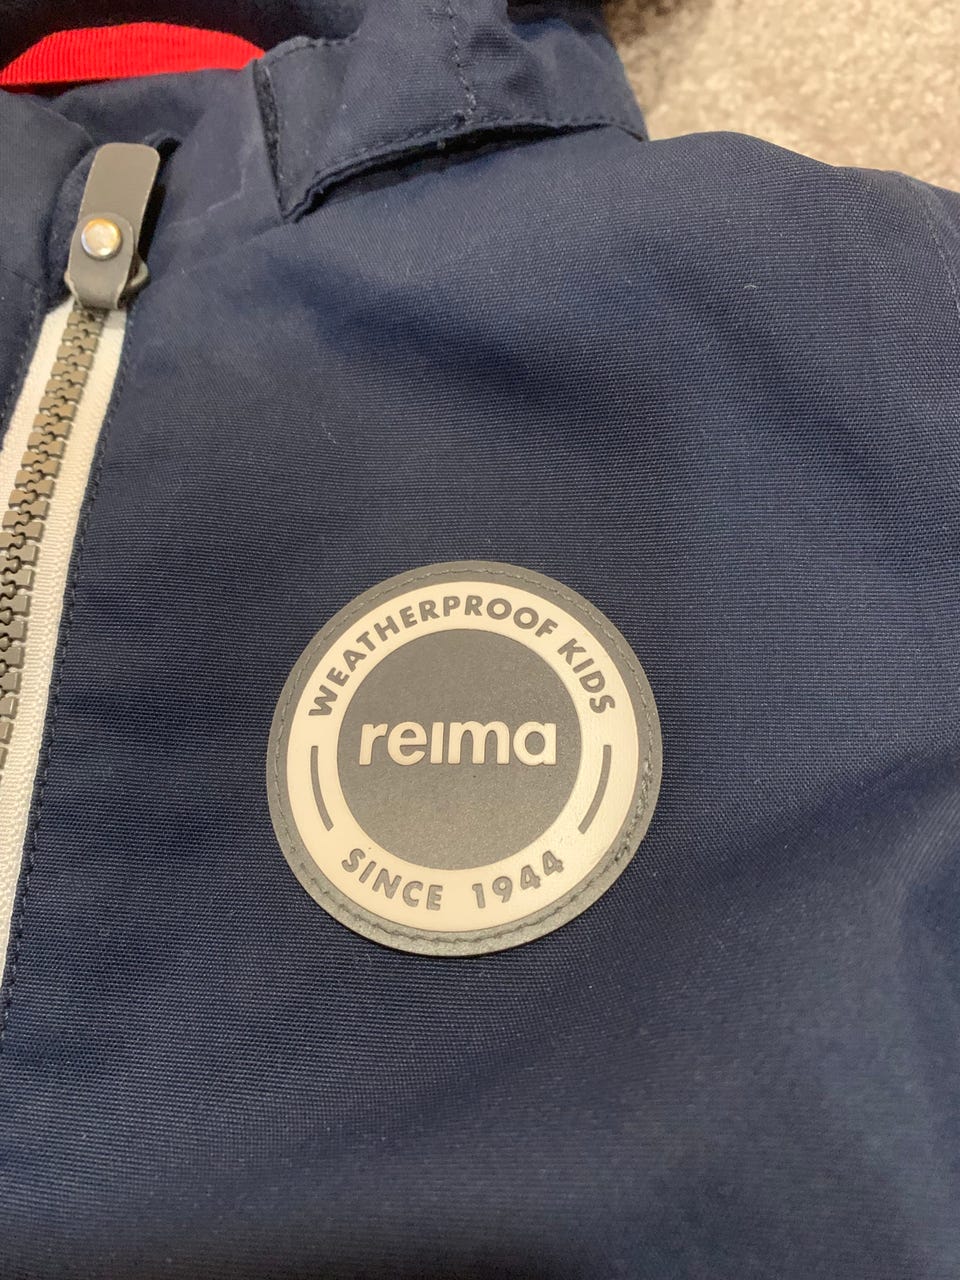 WEATHERPROOF KIDS
reima
SINCE 1944